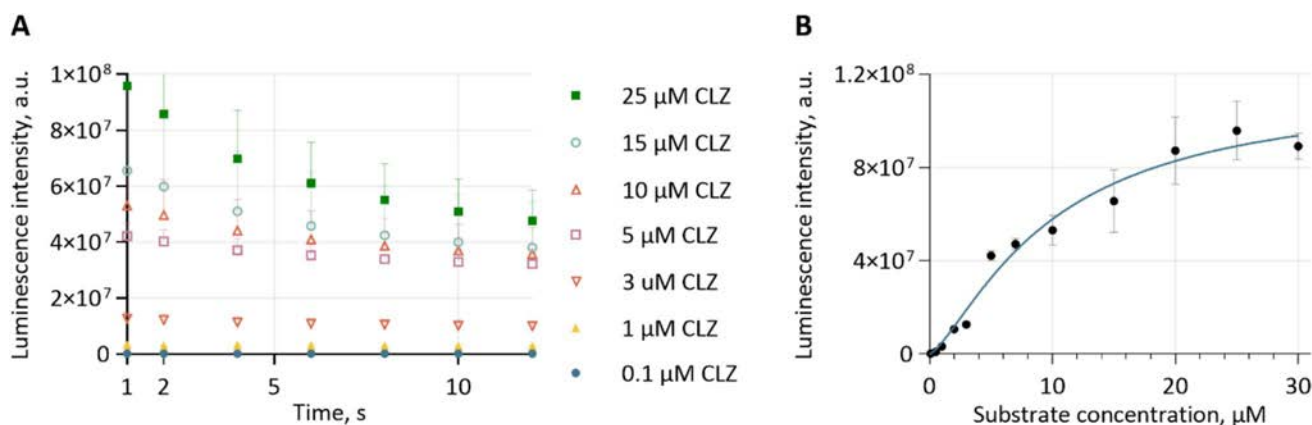 A
Luminescence intensity, a.u.
1×10⁸
8×10⁷
6×10⁷
4×10⁷
2×10⁷
0
1 2 5 10
Time, s
25 µM CLZ
15 µM CLZ
10 µM CLZ
5 µM CLZ
3 uM CLZ
1 µM CLZ
0.1 µM CLZ
B
Luminescence intensity, a.u.
1.2×10⁸
8×10⁷
4×10⁷
0
0 10 20 30
Substrate concentration, µM